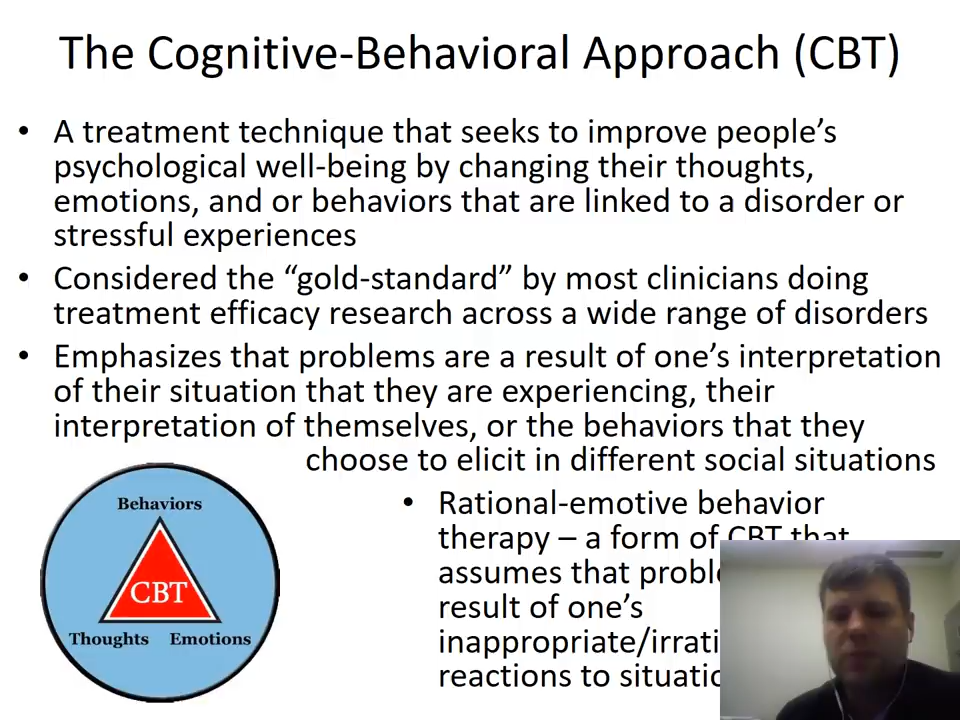 The Cognitive-Behavioral Approach (CBT)
• A treatment technique that seeks to improve people’s
psychological well-being by changing their thoughts,
emotions, and or behaviors that are linked to a disorder or
stressful experiences
• Considered the “gold-standard” by most clinicians doing
treatment efficacy research across a wide range of disorders
• Emphasizes that problems are a result of one’s interpretation
of their situation that they are experiencing, their
interpretation of themselves, or the behaviors that they
choose to elicit in different social situations
• Rational-emotive behavior
therapy – a form of CBT that
assumes that
result of one’s
reactions to
Behaviors
CBT
Thoughts Emotions